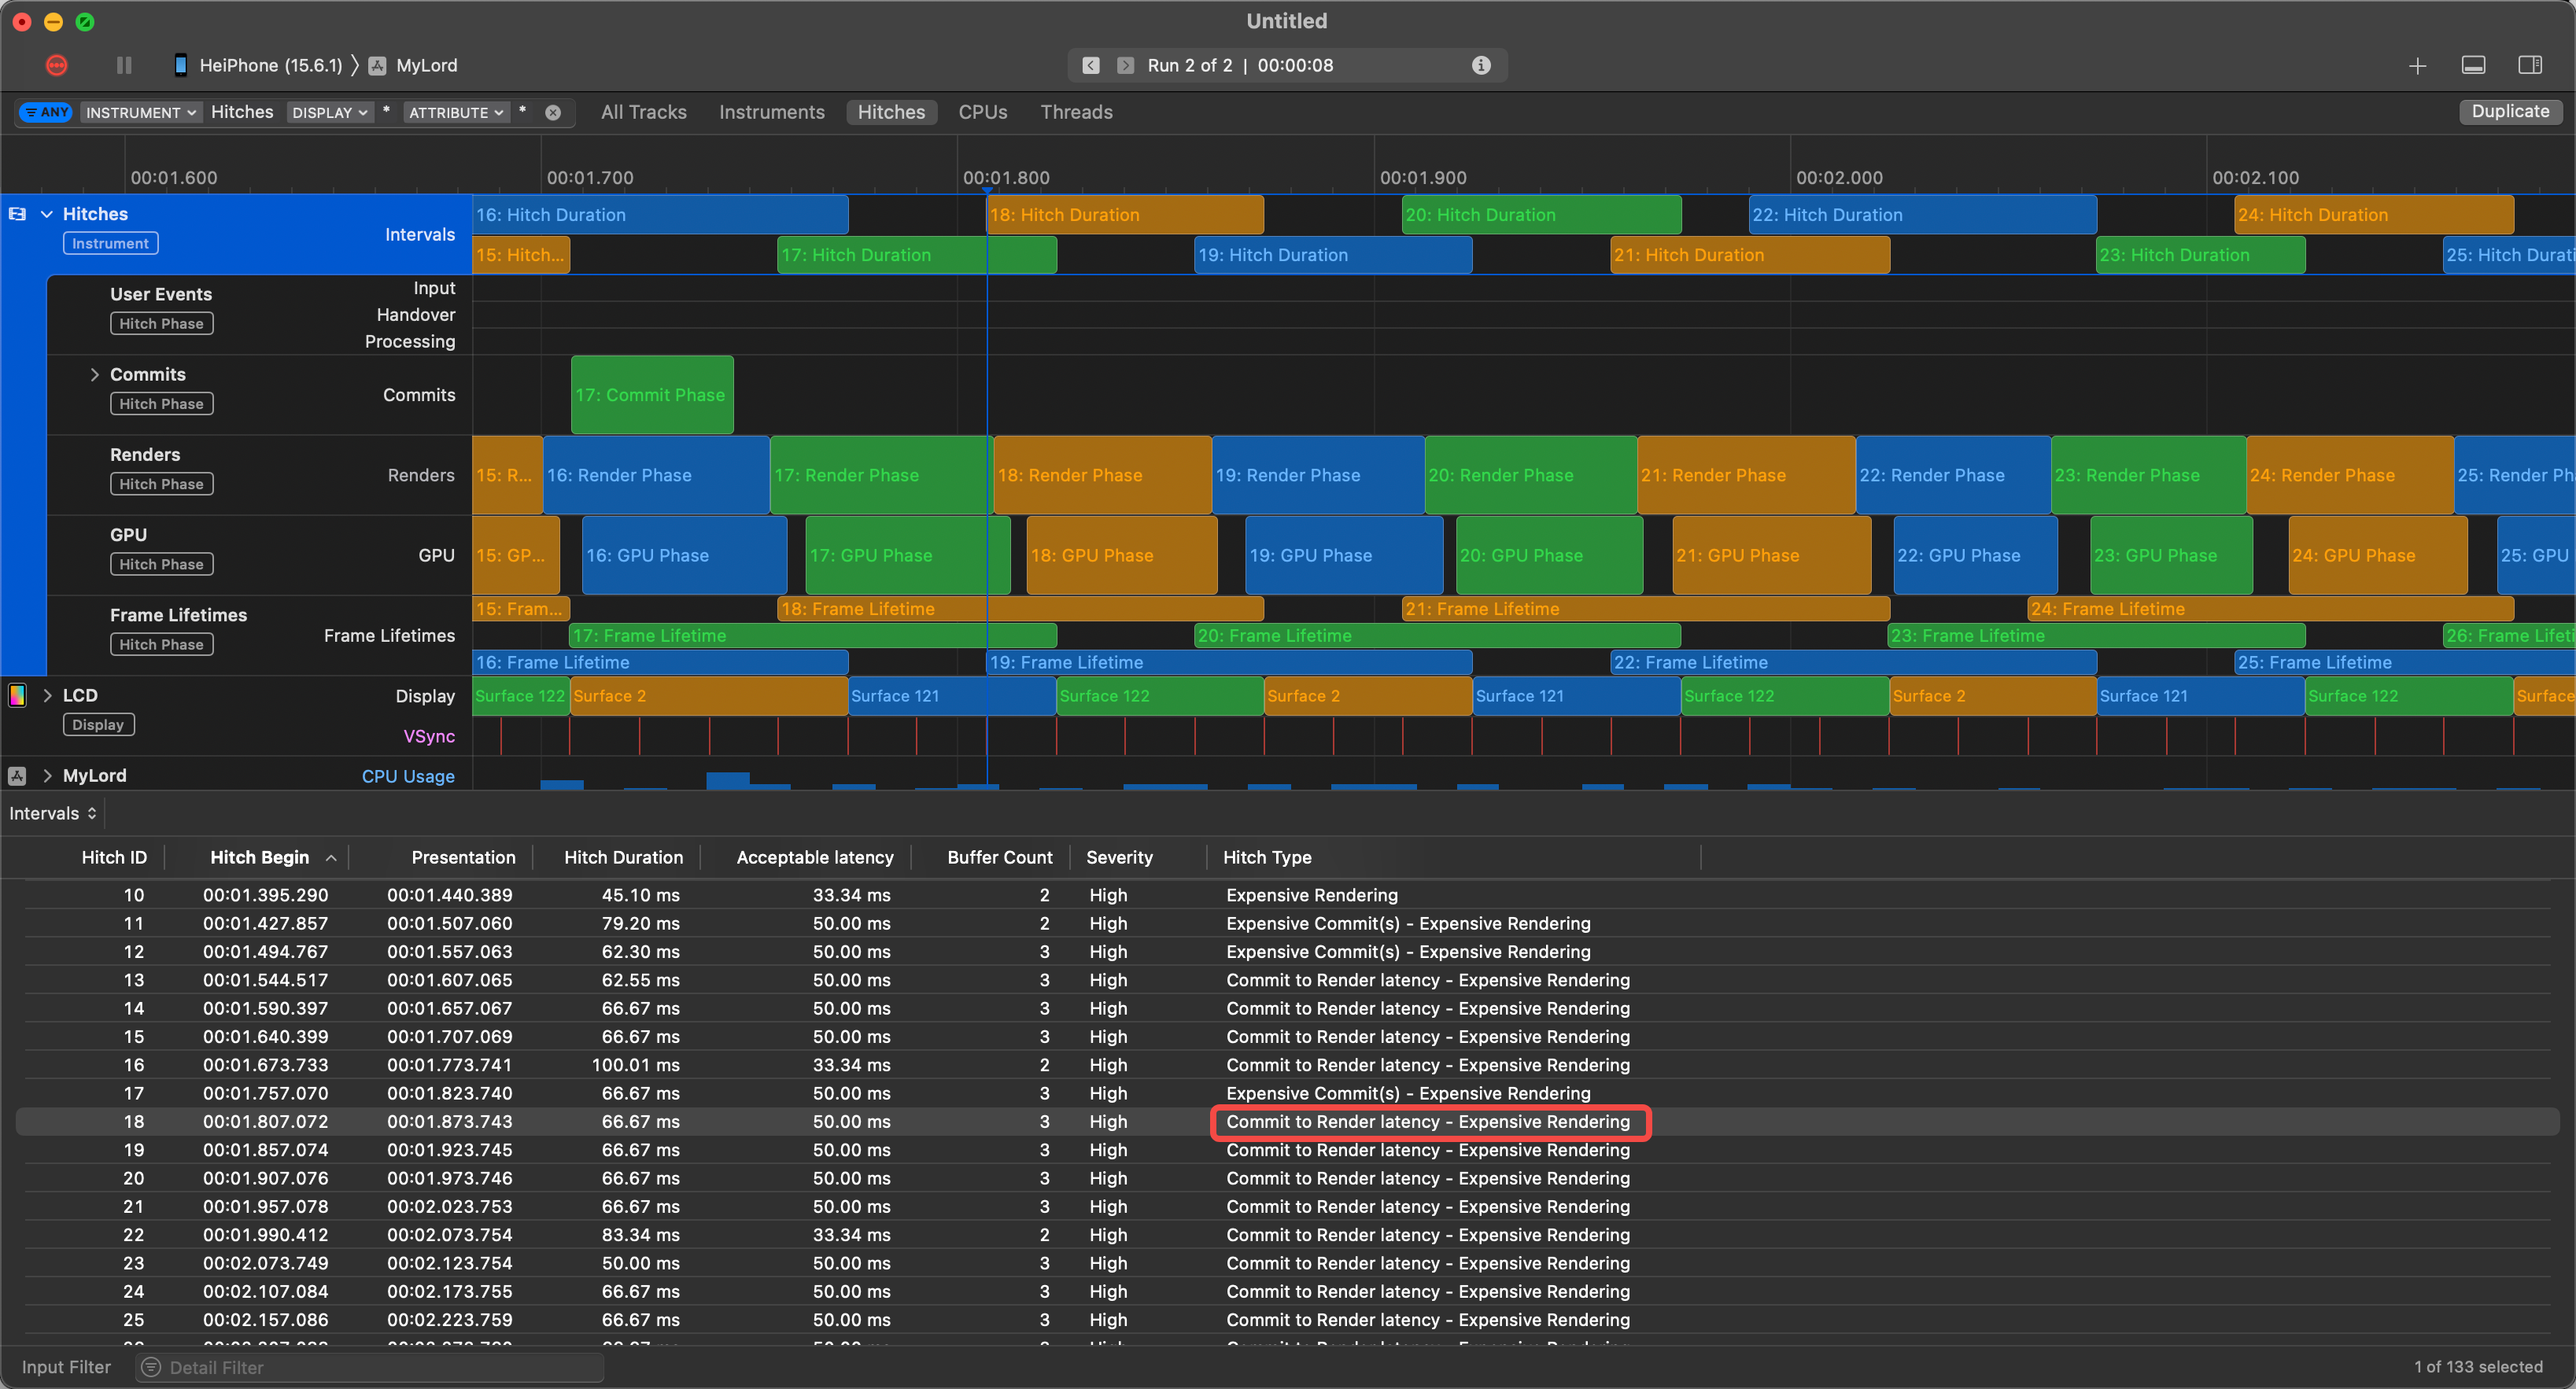 Untitled
HeiPhone (15.6.1) 〉 MyLord
Run 2 of 2 | 00:00:08
ANY INSTRUMENT Hitches DISPLAY * ATTRIBUTE * All Tracks Instruments Hitches CPUs Threads Duplicate
00:01.600 00:01.700 00:01.800 00:01.900 00:02.000 00:02.100
Hitches
Instrument
Intervals
16: Hitch Duration 18: Hitch Duration 20: Hitch Duration 22: Hitch Duration 24: Hitch Duration
15: Hitch... 17: Hitch Duration 19: Hitch Duration 21: Hitch Duration 23: Hitch Duration 25: Hitch Durati
User Events
Hitch Phase
Input
Handover
Processing
Commits
Hitch Phase
Commits
17: Commit Phase
Renders
Hitch Phase
Renders
15: R... 16: Render Phase 17: Render Phase 18: Render Phase 19: Render Phase 20: Render Phase 21: Render Phase 22: Render Phase 23: Render Phase 24: Render Phase 25: Render Ph
GPU
Hitch Phase
GPU
15: GP... 16: GPU Phase 17: GPU Phase 18: GPU Phase 19: GPU Phase 20: GPU Phase 21: GPU Phase 22: GPU Phase 23: GPU Phase 24: GPU Phase 25: GPU
Frame Lifetimes
Hitch Phase
Frame Lifetimes
15: Fram... 18: Frame Lifetime 21: Frame Lifetime 24: Frame Lifetime
17: Frame Lifetime 20: Frame Lifetime 23: Frame Lifetime 26: Frame Lifeti
16: Frame Lifetime 19: Frame Lifetime 22: Frame Lifetime 25: Frame Lifetime
LCD
Display
Display
Surface 122 Surface 2 Surface 121 Surface 122 Surface 2 Surface 121 Surface 122 Surface 2 Surface 121 Surface 122 Surface
VSync
MyLord CPU Usage
Intervals
Hitch ID Hitch Begin Presentation Hitch Duration Acceptable latency Buffer Count Severity Hitch Type
10 00:01.395.290 00:01.440.389 45.10 ms 33.34 ms 2 High Expensive Rendering
11 00:01.427.857 00:01.507.060 79.20 ms 50.00 ms 2 High Expensive Commit(s) - Expensive Rendering
12 00:01.494.767 00:01.557.063 62.30 ms 50.00 ms 3 High Expensive Commit(s) - Expensive Rendering
13 00:01.544.517 00:01.607.065 62.55 ms 50.00 ms 3 High Commit to Render latency - Expensive Rendering
14 00:01.590.397 00:01.657.067 66.67 ms 50.00 ms 3 High Commit to Render latency - Expensive Rendering
15 00:01.640.399 00:01.707.069 66.67 ms 50.00 ms 3 High Commit to Render latency - Expensive Rendering
16 00:01.673.733 00:01.773.741 100.01 ms 33.34 ms 2 High Commit to Render latency - Expensive Rendering
17 00:01.757.070 00:01.823.740 66.67 ms 50.00 ms 3 High Expensive Commit(s) - Expensive Rendering
18 00:01.807.072 00:01.873.743 66.67 ms 50.00 ms 3 High Commit to Render latency - Expensive Rendering
19 00:01.857.074 00:01.923.745 66.67 ms 50.00 ms 3 High Commit to Render latency - Expensive Rendering
20 00:01.907.076 00:01.973.746 66.67 ms 50.00 ms 3 High Commit to Render latency - Expensive Rendering
21 00:01.957.078 00:02.023.753 66.67 ms 50.00 ms 3 High Commit to Render latency - Expensive Rendering
22 00:01.990.412 00:02.073.754 83.34 ms 33.34 ms 2 High Commit to Render latency - Expensive Rendering
23 00:02.073.749 00:02.123.754 50.00 ms 50.00 ms 3 High Commit to Render latency - Expensive Rendering
24 00:02.107.084 00:02.173.755 66.67 ms 50.00 ms 3 High Commit to Render latency - Expensive Rendering
25 00:02.157.086 00:02.223.759 66.67 ms 50.00 ms 3 High Commit to Render latency - Expensive Rendering
Input Filter Detail Filter 1 of 133 selected